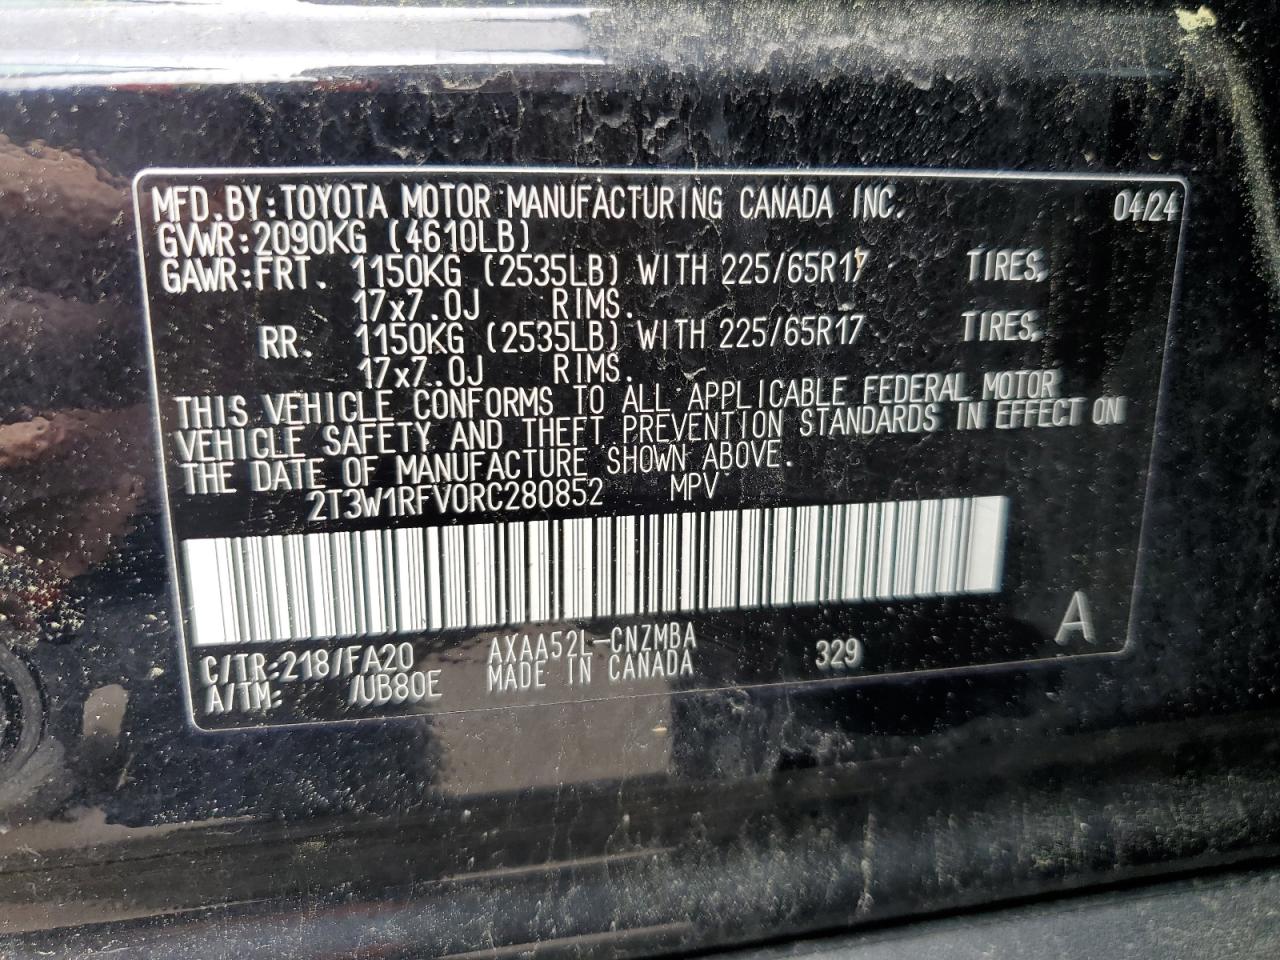 MFD.BY:TOYOTA MOTOR MANUFACTURING CANADA INC. 04/24
GVWR:2090KG (4610LB)
GAWR:FRT. 1150KG (2535LB) WITH 225/65R17 TIRES,
17x7.0J RIMS.
RR. 1150KG (2535LB) WITH 225/65R17 TIRES,
17x7.0J RIMS.
THIS VEHICLE CONFORMS TO ALL APPLICABLE FEDERAL MOTOR
VEHICLE SAFETY AND THEFT PREVENTION STANDARDS IN EFFECT ON
THE DATE OF MANUFACTURE SHOWN ABOVE.
2T3W1RFV0RC280852 MPV
C/TR:218/FA20 AXAA52L-CNZMBA 329 A
A/TM: /UB80E MADE IN CANADA